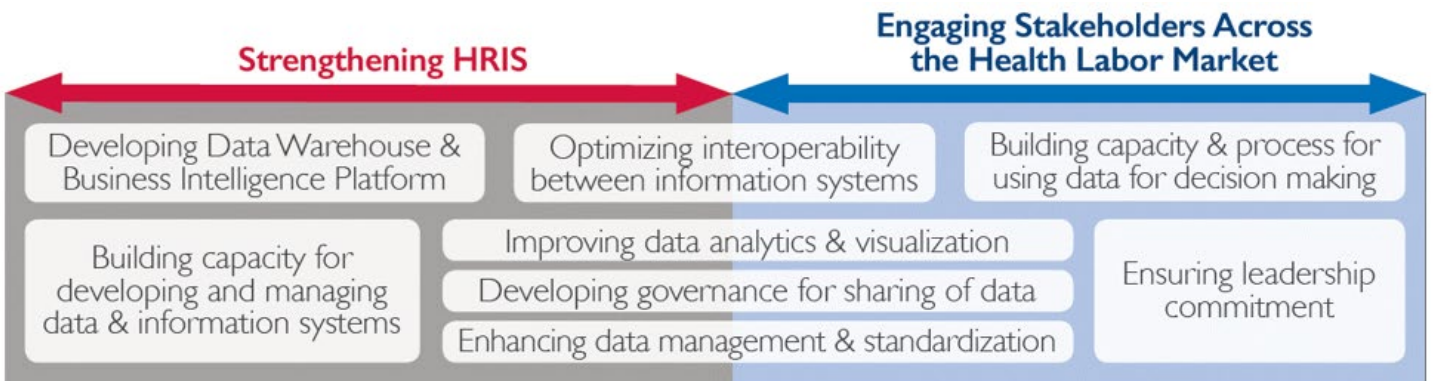 Strengthening HRIS
Engaging Stakeholders Across
the Health Labor Market
Developing Data Warehouse &
Business Intelligence Platform
Optimizing interoperability
between information systems
Building capacity & process for
using data for decision making
Building capacity for
developing and managing
data & information systems
Improving data analytics & visualization
Developing governance for sharing of data
Enhancing data management & standardization
Ensuring leadership
commitment